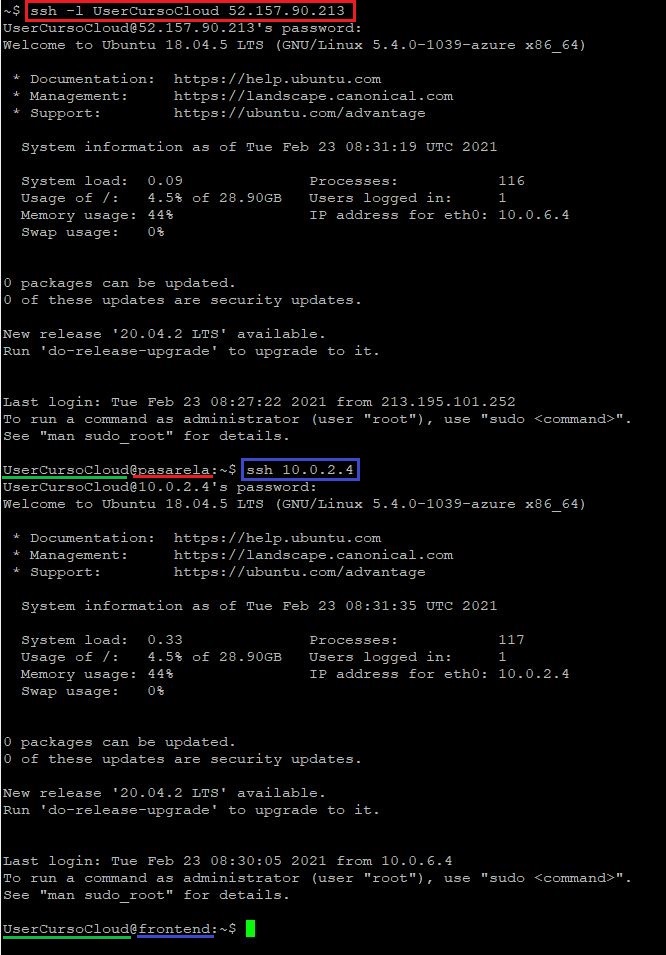 ~$ ssh -l UserCursoCloud 52.157.90.213
UserCursoCloud@52.157.90.213's password:
Welcome to Ubuntu 18.04.5 LTS (GNU/Linux 5.4.0-1039-azure x86_64)
* Documentation:  https://help.ubuntu.com
* Management:     https://landscape.canonical.com
* Support:        https://ubuntu.com/advantage
System information as of Tue Feb 23 08:31:19 UTC 2021
System load:  0.09               Processes:           116
Usage of /:   4.5% of 28.90GB   Users logged in:     1
Memory usage: 44%                IP address for eth0: 10.0.6.4
Swap usage:   0%
0 packages can be updated.
0 of these updates are security updates.
New release '20.04.2 LTS' available.
Run 'do-release-upgrade' to upgrade to it.
Last login: Tue Feb 23 08:27:22 2021 from 213.195.101.252
To run a command as administrator (user "root"), use "sudo <command>".
See "man sudo_root" for details.
UserCursoCloud@pasarela:~$ ssh 10.0.2.4
UserCursoCloud@10.0.2.4's password:
Welcome to Ubuntu 18.04.5 LTS (GNU/Linux 5.4.0-1039-azure x86_64)
* Documentation:  https://help.ubuntu.com
* Management:     https://landscape.canonical.com
* Support:        https://ubuntu.com/advantage
System information as of Tue Feb 23 08:31:35 UTC 2021
System load:  0.33               Processes:           117
Usage of /:   4.5% of 28.90GB   Users logged in:     1
Memory usage: 44%                IP address for eth0: 10.0.2.4
Swap usage:   0%
0 packages can be updated.
0 of these updates are security updates.
New release '20.04.2 LTS' available.
Run 'do-release-upgrade' to upgrade to it.
Last login: Tue Feb 23 08:30:05 2021 from 10.0.6.4
To run a command as administrator (user "root"), use "sudo <command>".
See "man sudo_root" for details.
UserCursoCloud@frontend:~$